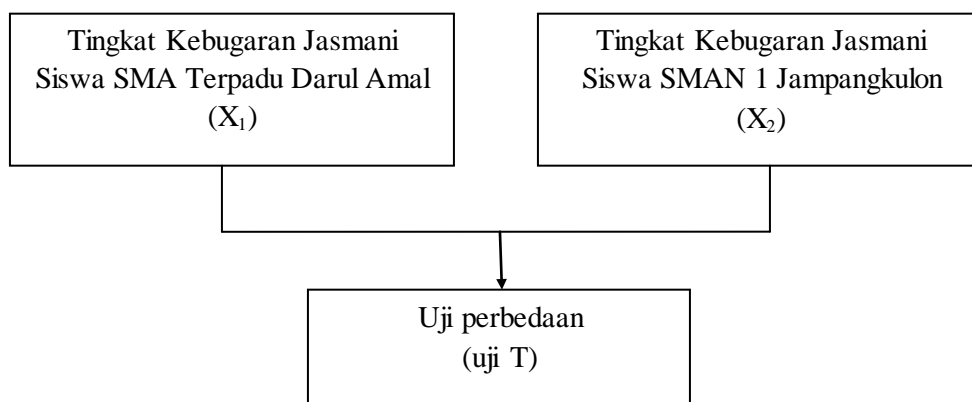 Tingkat Kebugaran Jasmani
Siswa SMA Terpadu Darul Amal
(X₁)
Tingkat Kebugaran Jasmani
Siswa SMAN 1 Jampangkulon
(X₂)
Uji perbedaan
(uji T)